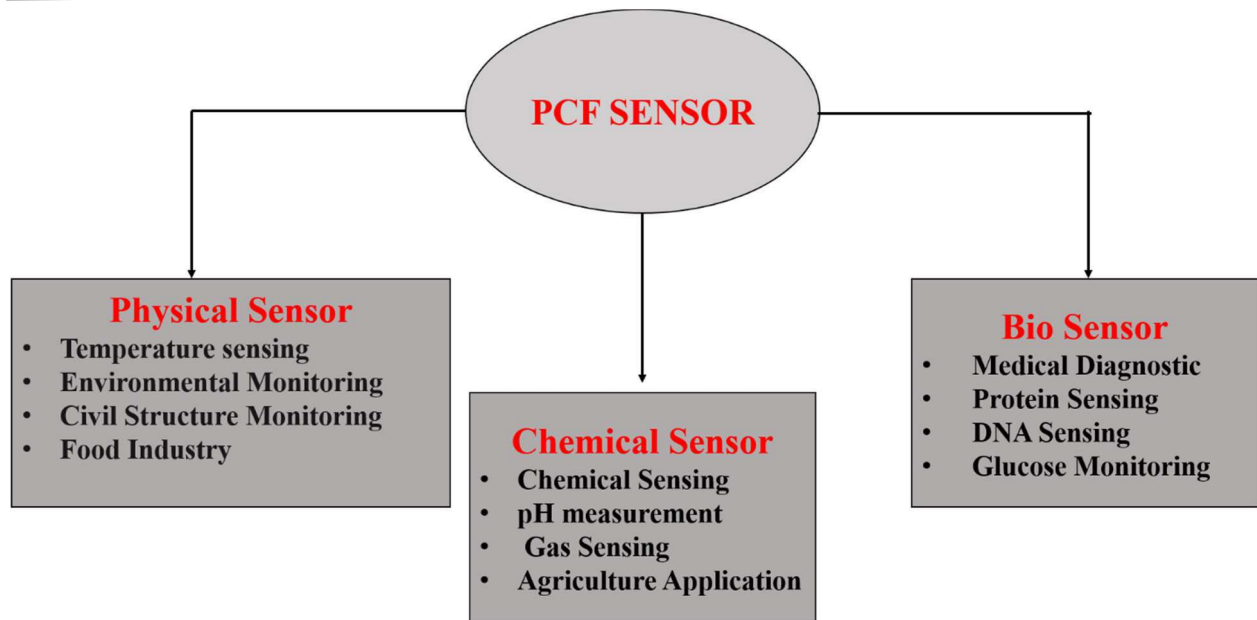 PCF SENSOR
Physical Sensor
• Temperature sensing
• Environmental Monitoring
• Civil Structure Monitoring
• Food Industry
Chemical Sensor
• Chemical Sensing
• pH measurement
• Gas Sensing
• Agriculture Application
Bio Sensor
• Medical Diagnostic
• Protein Sensing
• DNA Sensing
• Glucose Monitoring